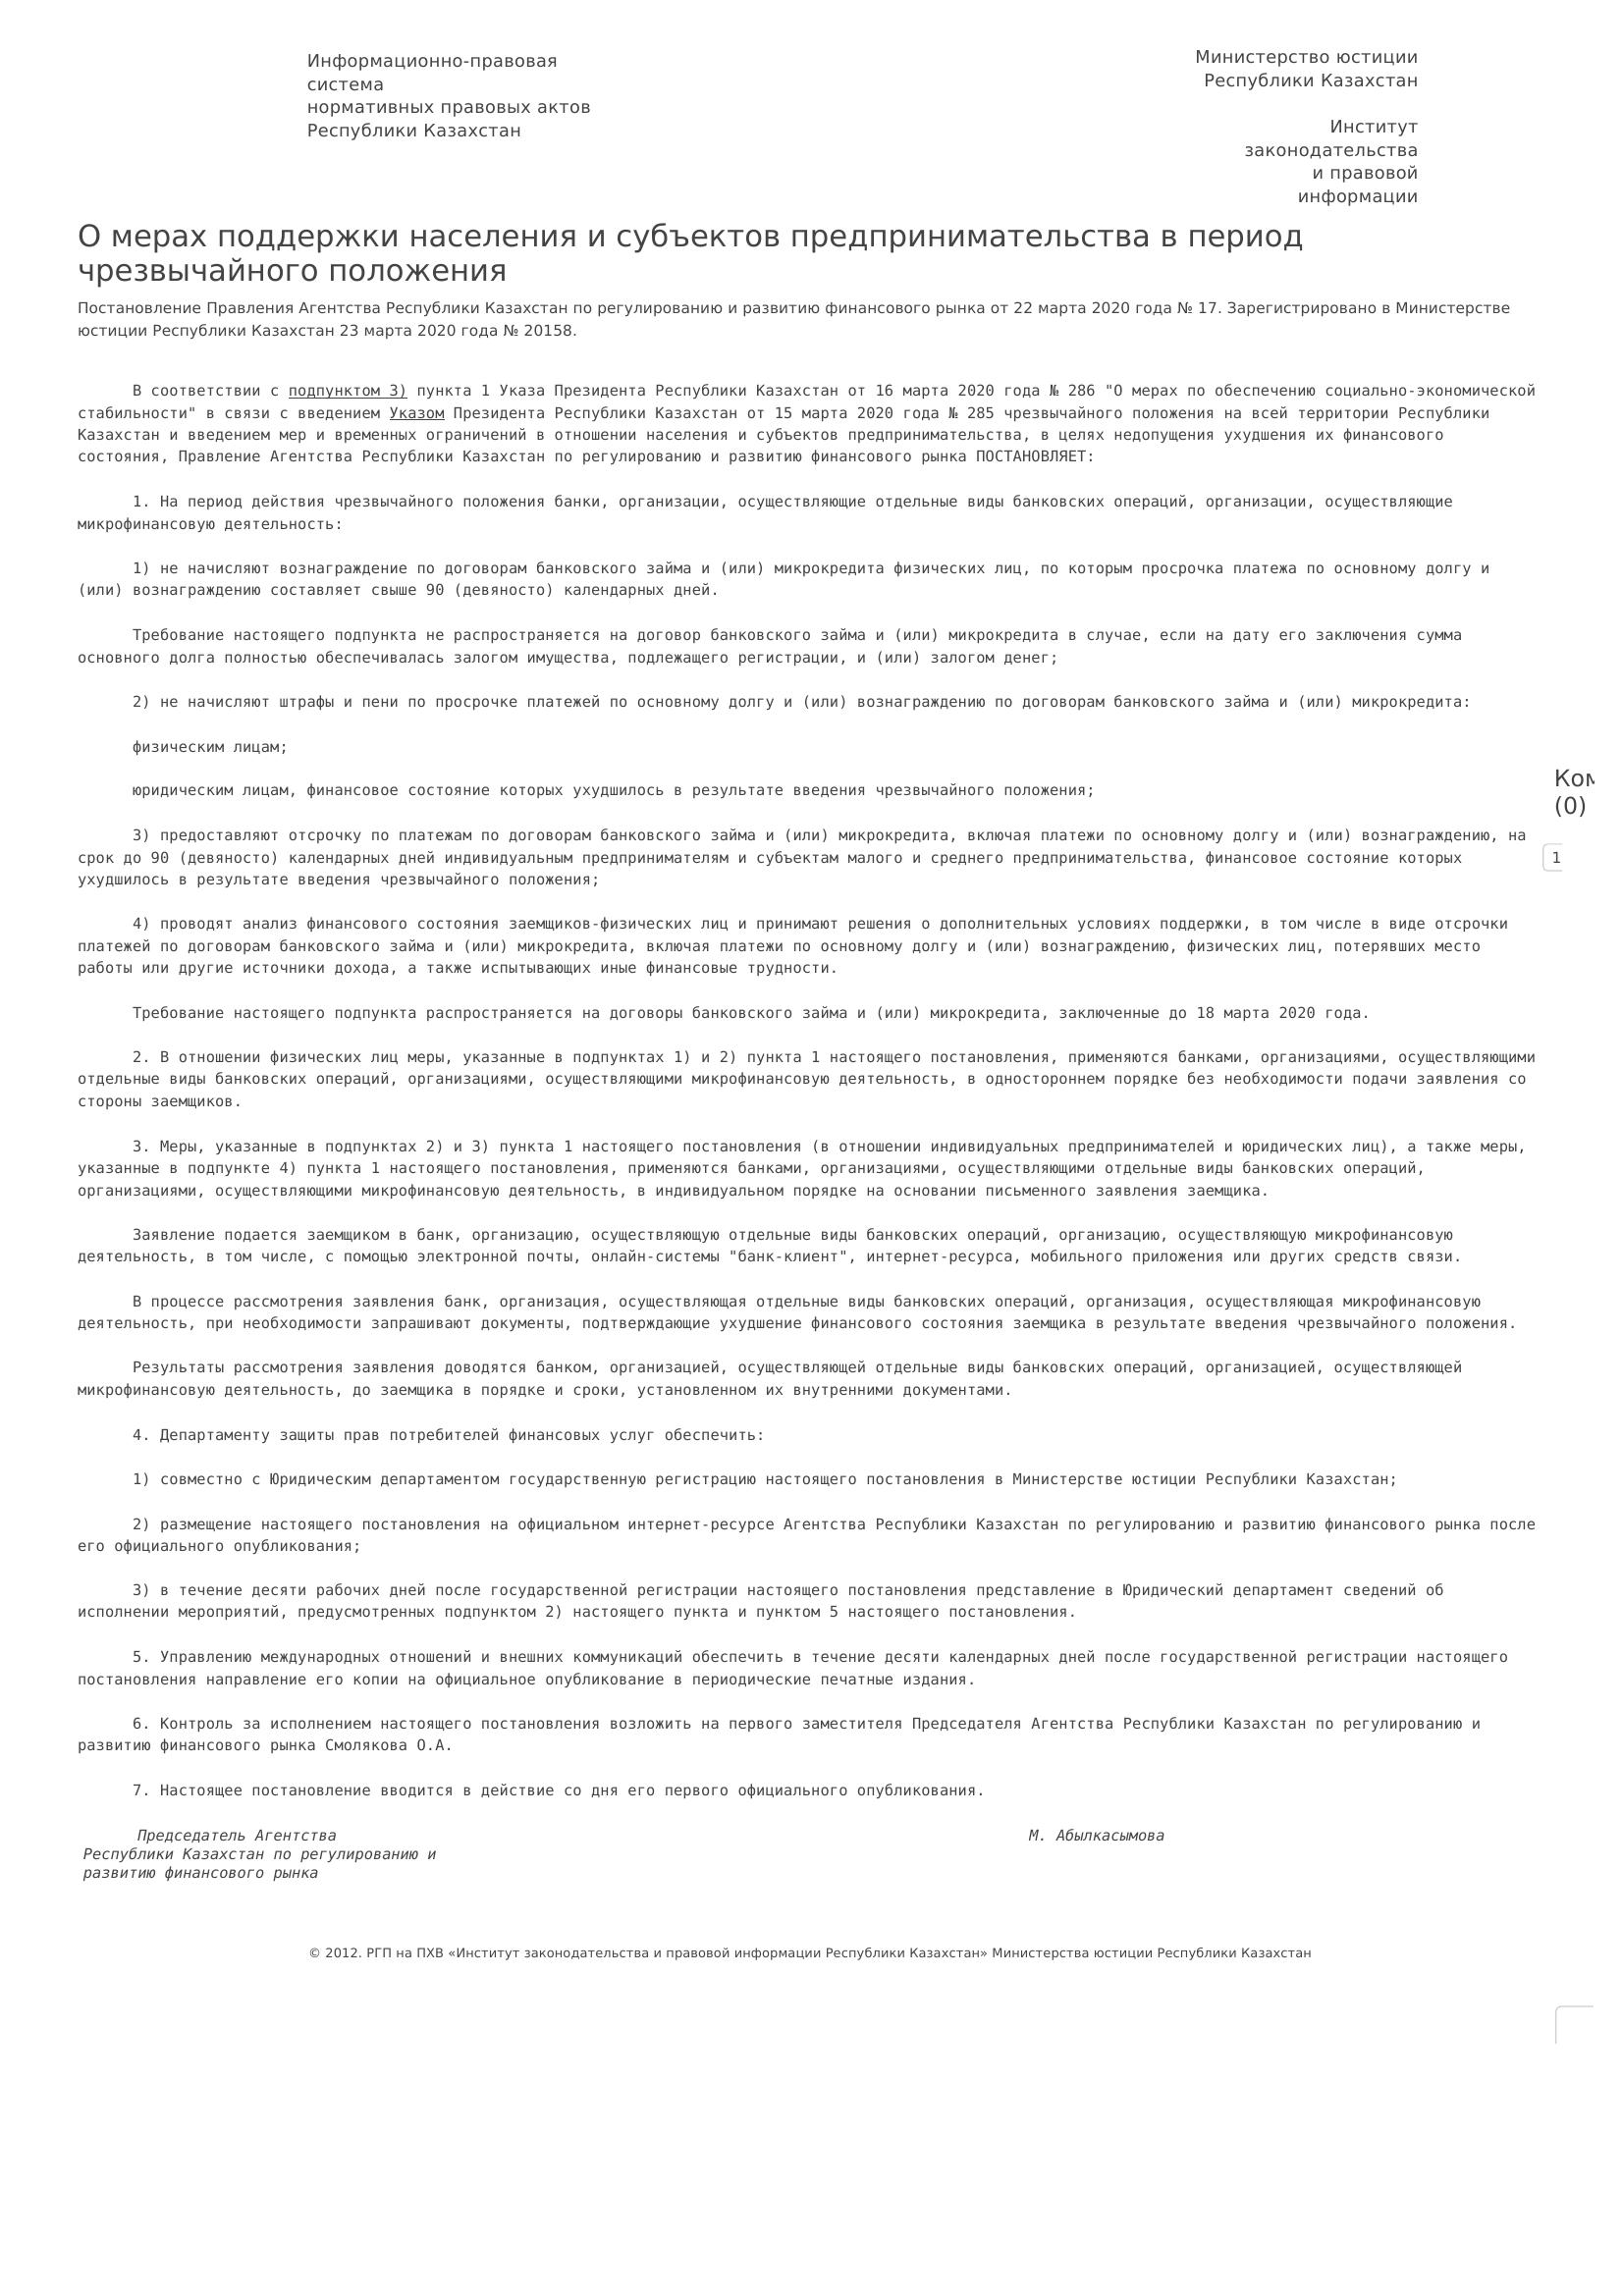 Информационно-правовая
система
нормативных правовых актов
Республики Казахстан
Министерство юстиции
Республики Казахстан
Институт
законодательства
и правовой
информации
О мерах поддержки населения и субъектов предпринимательства в период
чрезвычайного положения
Постановление Правления Агентства Республики Казахстан по регулированию и развитию финансового рынка от 22 марта 2020 года № 17. Зарегистрировано в Министерстве
юстиции Республики Казахстан 23 марта 2020 года № 20158.
В соответствии с подпунктом 3) пункта 1 Указа Президента Республики Казахстан от 16 марта 2020 года № 286 "О мерах по обеспечению социально-экономической
стабильности" в связи с введением Указом Президента Республики Казахстан от 15 марта 2020 года № 285 чрезвычайного положения на всей территории Республики
Казахстан и введением мер и временных ограничений в отношении населения и субъектов предпринимательства, в целях недопущения ухудшения их финансового
состояния, Правление Агентства Республики Казахстан по регулированию и развитию финансового рынка ПОСТАНОВЛЯЕТ:
1. На период действия чрезвычайного положения банки, организации, осуществляющие отдельные виды банковских операций, организации, осуществляющие
микрофинансовую деятельность:
1) не начисляют вознаграждение по договорам банковского займа и (или) микрокредита физических лиц, по которым просрочка платежа по основному долгу и
(или) вознаграждению составляет свыше 90 (девяносто) календарных дней.
Требование настоящего подпункта не распространяется на договор банковского займа и (или) микрокредита в случае, если на дату его заключения сумма
основного долга полностью обеспечивалась залогом имущества, подлежащего регистрации, и (или) залогом денег;
2) не начисляют штрафы и пени по просрочке платежей по основному долгу и (или) вознаграждению по договорам банковского займа и (или) микрокредита:
физическим лицам;
юридическим лицам, финансовое состояние которых ухудшилось в результате введения чрезвычайного положения;
Ком
(0)
3) предоставляют отсрочку по платежам по договорам банковского займа и (или) микрокредита, включая платежи по основному долгу и (или) вознаграждению, на
срок до 90 (девяносто) календарных дней индивидуальным предпринимателям и субъектам малого и среднего предпринимательства, финансовое состояние которых
1
ухудшилось в результате введения чрезвычайного положения;
4) проводят анализ финансового состояния заемщиков-физических лиц и принимают решения о дополнительных условиях поддержки, в том числе в виде отсрочки
платежей по договорам банковского займа и (или) микрокредита, включая платежи по основному долгу и (или) вознаграждению, физических лиц, потерявших место
работы или другие источники дохода, а также испытывающих иные финансовые трудности.
Требование настоящего подпункта распространяется на договоры банковского займа и (или) микрокредита, заключенные до 18 марта 2020 года.
2. В отношении физических лиц меры, указанные в подпунктах 1) и 2) пункта 1 настоящего постановления, применяются банками, организациями, осуществляющими
отдельные виды банковских операций, организациями, осуществляющими микрофинансовую деятельность, в одностороннем порядке без необходимости подачи заявления со
стороны заемщиков.
3. Меры, указанные в подпунктах 2) и 3) пункта 1 настоящего постановления (в отношении индивидуальных предпринимателей и юридических лиц), а также меры,
указанные в подпункте 4) пункта 1 настоящего постановления, применяются банками, организациями, осуществляющими отдельные виды банковских операций,
организациями, осуществляющими микрофинансовую деятельность, в индивидуальном порядке на основании письменного заявления заемщика.
Заявление подается заемщиком в банк, организацию, осуществляющую отдельные виды банковских операций, организацию, осуществляющую микрофинансовую
деятельность, в том числе, с помощью электронной почты, онлайн-системы "банк-клиент", интернет-ресурса, мобильного приложения или других средств связи.
В процессе рассмотрения заявления банк, организация, осуществляющая отдельные виды банковских операций, организация, осуществляющая микрофинансовую
деятельность, при необходимости запрашивают документы, подтверждающие ухудшение финансового состояния заемщика в результате введения чрезвычайного положения.
Результаты рассмотрения заявления доводятся банком, организацией, осуществляющей отдельные виды банковских операций, организацией, осуществляющей
микрофинансовую деятельность, до заемщика в порядке и сроки, установленном их внутренними документами.
4. Департаменту защиты прав потребителей финансовых услуг обеспечить:
1) совместно с Юридическим департаментом государственную регистрацию настоящего постановления в Министерстве юстиции Республики Казахстан;
2) размещение настоящего постановления на официальном интернет-ресурсе Агентства Республики Казахстан по регулированию и развитию финансового рынка после
его официального опубликования;
3) в течение десяти рабочих дней после государственной регистрации настоящего постановления представление в Юридический департамент сведений об
исполнении мероприятий, предусмотренных подпунктом 2) настоящего пункта и пунктом 5 настоящего постановления.
5. Управлению международных отношений и внешних коммуникаций обеспечить в течение десяти календарных дней после государственной регистрации настоящего
постановления направление его копии на официальное опубликование в периодические печатные издания.
6. Контроль за исполнением настоящего постановления возложить на первого заместителя Председателя Агентства Республики Казахстан по регулированию и
развитию финансового рынка Смолякова О.А.
7. Настоящее постановление вводится в действие со дня его первого официального опубликования.
Председатель Агентства
Республики Казахстан по регулированию и
развитию финансового рынка
М. Абылкасымова
© 2012. РГП на ПХВ «Институт законодательства и правовой информации Республики Казахстан» Министерства юстиции Республики Казахстан